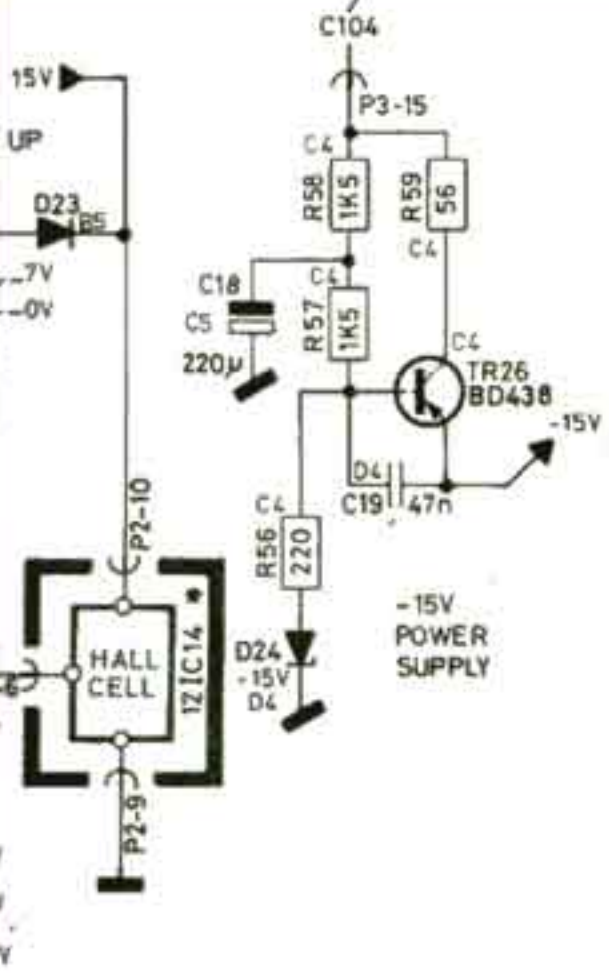 C104
15V
P3-15
UP
C4
R58
1K5
R59
56
C4
D23
B5
-7V
-0V
C18
C5
220µ
C4
R57
1K5
C4
TR26
BD438
-15V
D4
C19
47n
P2-10
C4
R56
220
-15V
POWER
SUPPLY
HALL
CELL
1ZIC14 *
D24
-15V
D4
P2-9